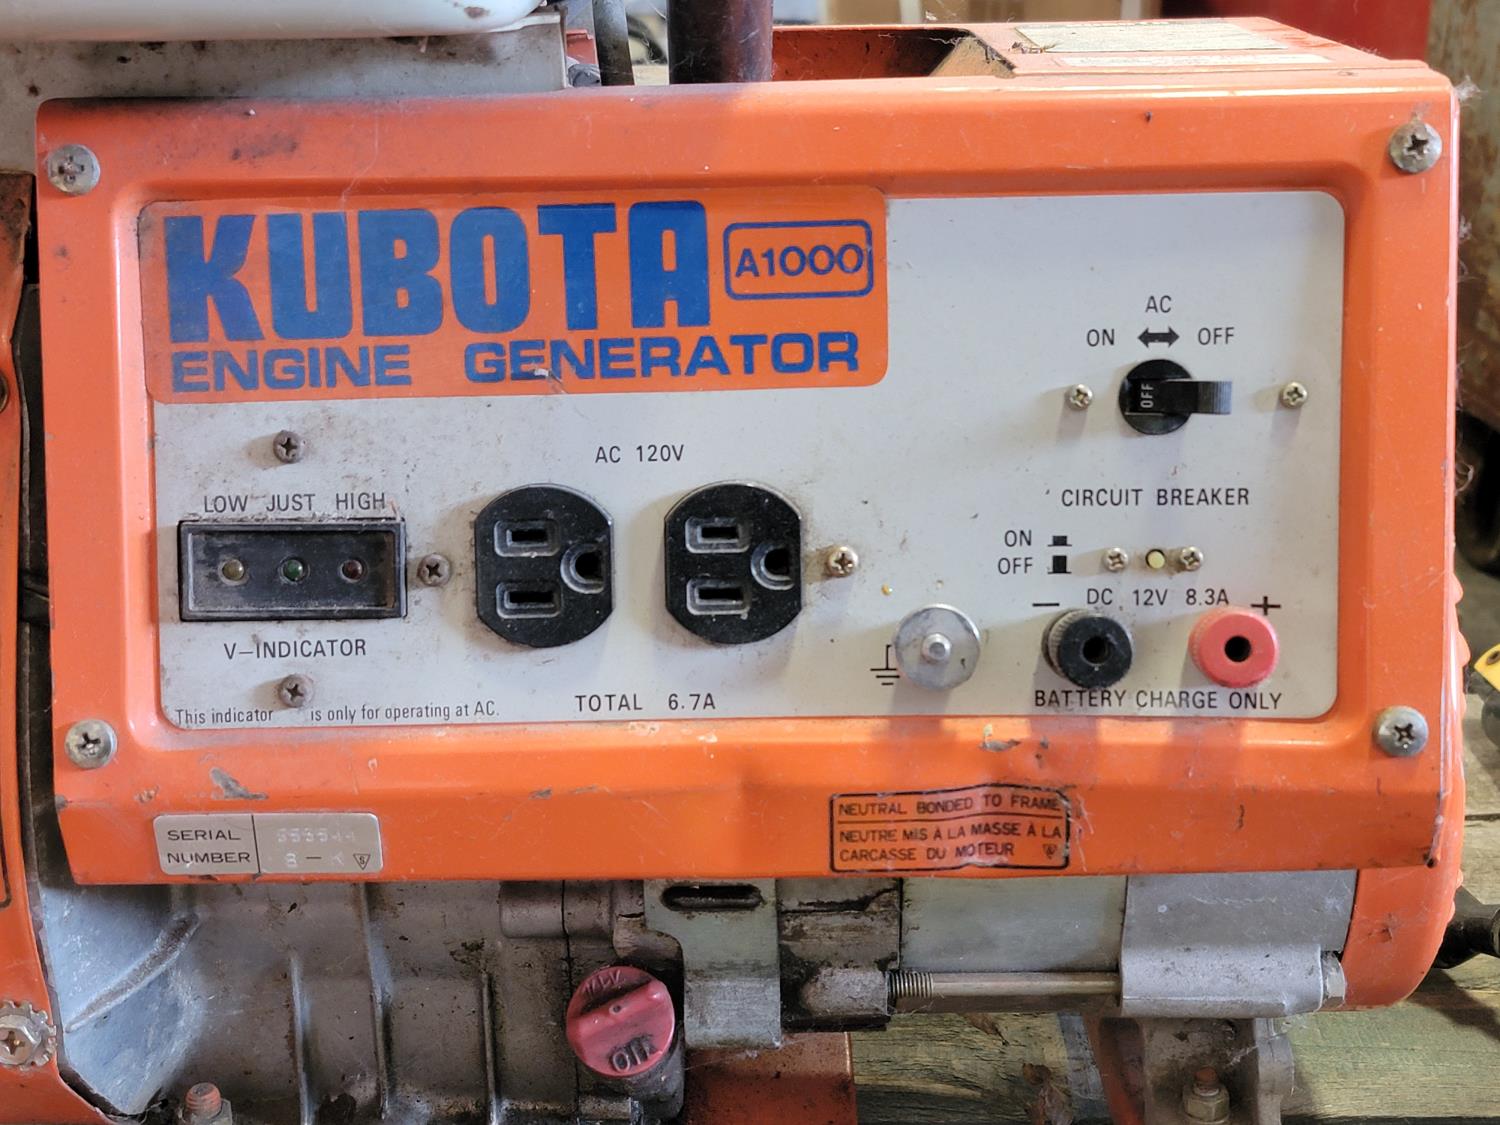 KUBOTA A1000
ENGINE GENERATOR
AC
ON OFF
OFF
AC 120V
LOW JUST HIGH
CIRCUIT BREAKER
ON
OFF
− DC 12V 8.3A +
V-INDICATOR
BATTERY CHARGE ONLY
TOTAL 6.7A
This indicator is only for operating at AC.
NEUTRAL BONDED TO FRAME
NEUTRE MIS À LA MASSE À LA
CARCASSE DU MOTEUR
SERIAL
NUMBER
OIL